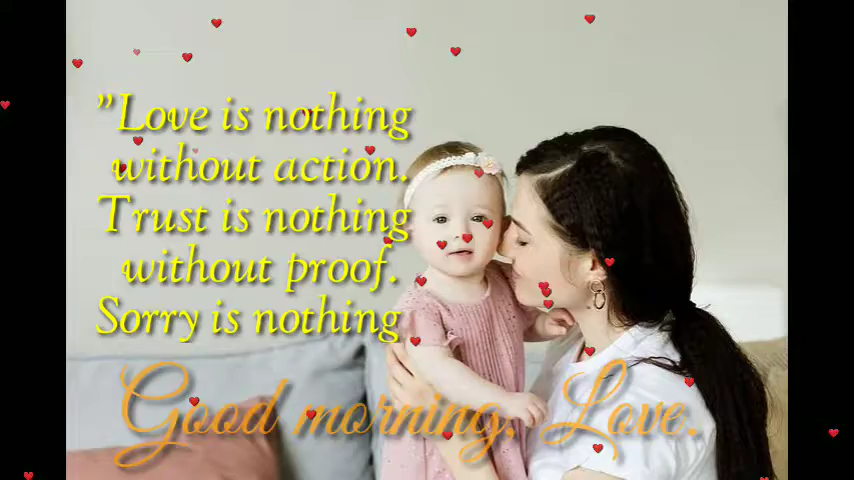 "Love is nothing
without action.
Trust is nothing
without proof.
Sorry is nothing
Good morning, Love.